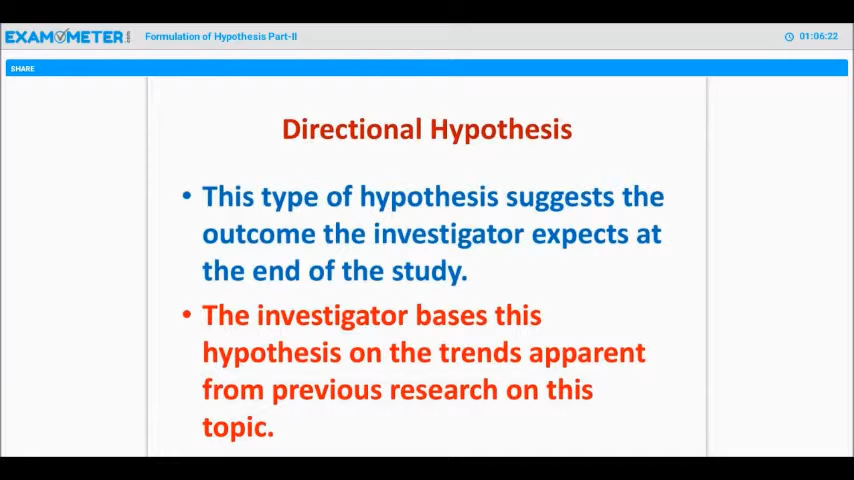 EXAMOMETER.com
Formulation of Hypothesis Part-II
01:06:22
SHARE
Directional Hypothesis
• This type of hypothesis suggests the
outcome the investigator expects at
the end of the study.
• The investigator bases this
hypothesis on the trends apparent
from previous research on this
topic.